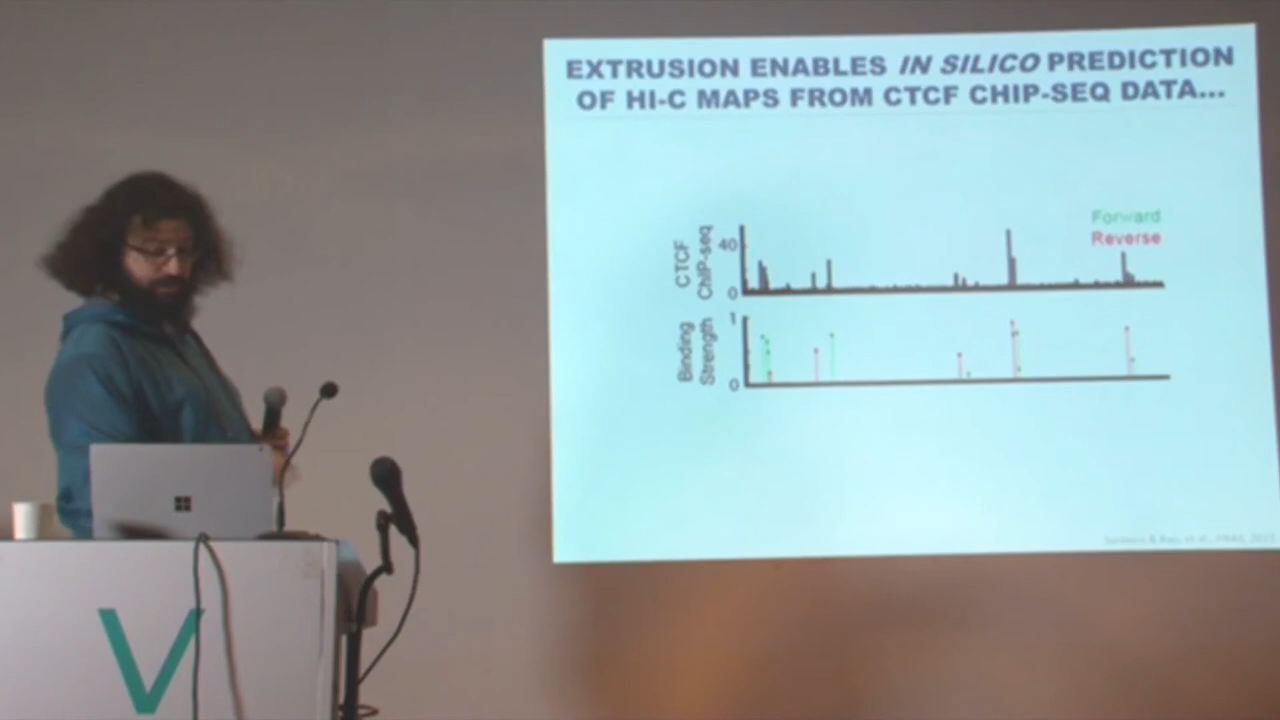 EXTRUSION ENABLES IN SILICO PREDICTION
OF HI-C MAPS FROM CTCF CHIP-SEQ DATA...
Forward
Reverse
CTCF
ChIP-seq
40
0
Binding
Strength
1
0
V